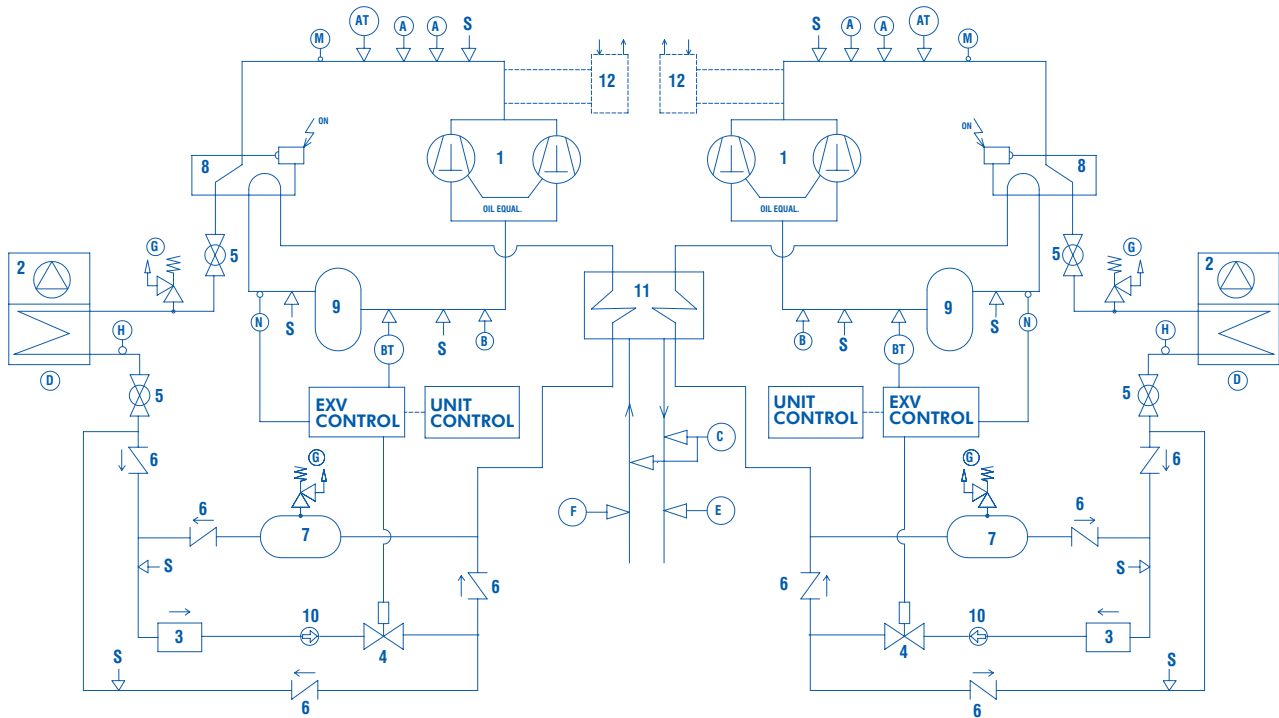 M AT A A S
S A A AT M
12 12
ON ON
1 1
8 8
OIL EQUAL. OIL EQUAL.
G 5 5 G
2 2
11
9 9
N S S N
H S B B S H
BT BT
D D
5 5
EXV CONTROL UNIT CONTROL UNIT CONTROL EXV CONTROL
C
6 G G 6
6 F E 6
7 7
S S
6 6
10 10
3 3
4 4
S S
6 6